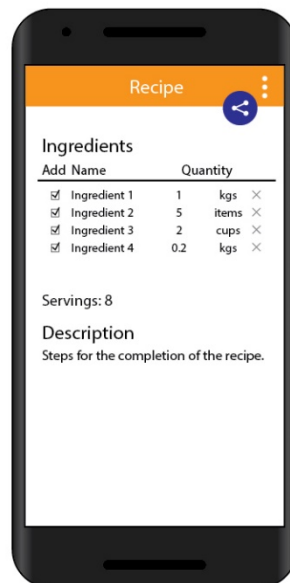 Recipe
Ingredients
Add Name Quantity
Ingredient 1 1 kgs
Ingredient 2 5 items
Ingredient 3 2 cups
Ingredient 4 0.2 kgs
Servings: 8
Description
Steps for the completion of the recipe.